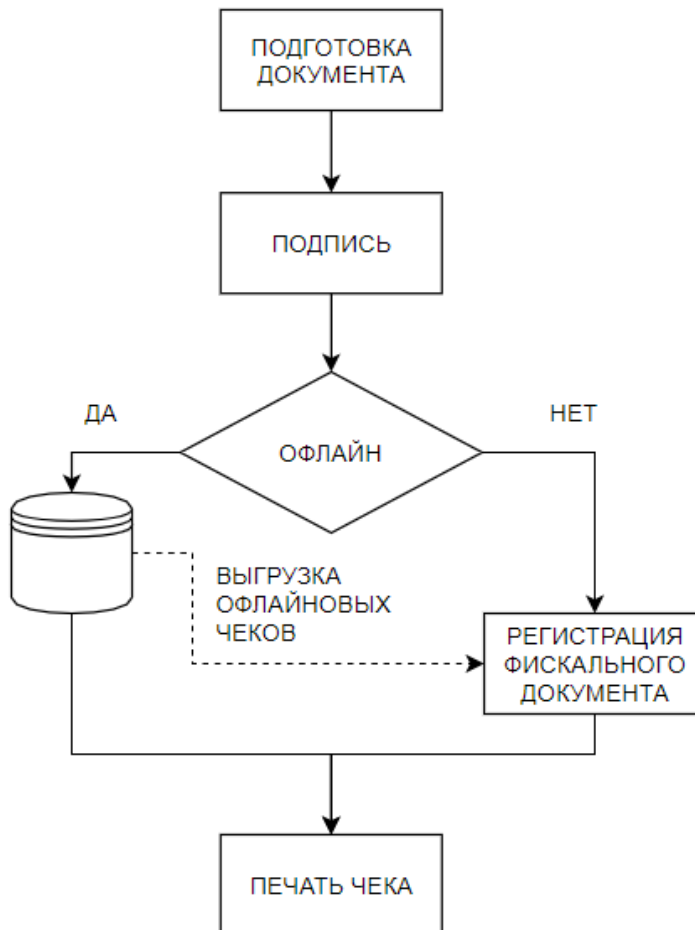 ПОДГОТОВКА
ДОКУМЕНТА
ПОДПИСЬ
ДА
НЕТ
ОФЛАЙН
ВЫГРУЗКА
ОФЛАЙНОВЫХ
ЧЕКОВ
РЕГИСТРАЦИЯ
ФИСКАЛЬНОГО
ДОКУМЕНТА
ПЕЧАТЬ ЧЕКА